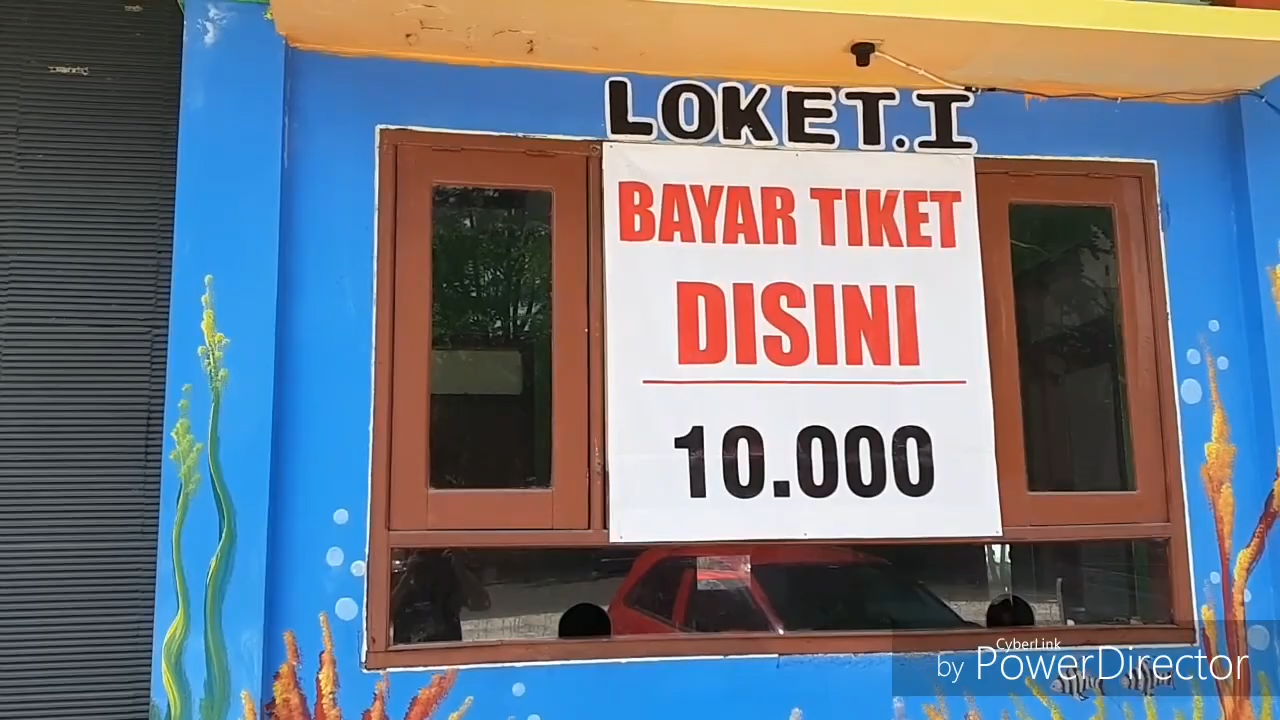 LOKET.I
BAYAR TIKET
DISINI
10.000
CyberLink
by PowerDirector